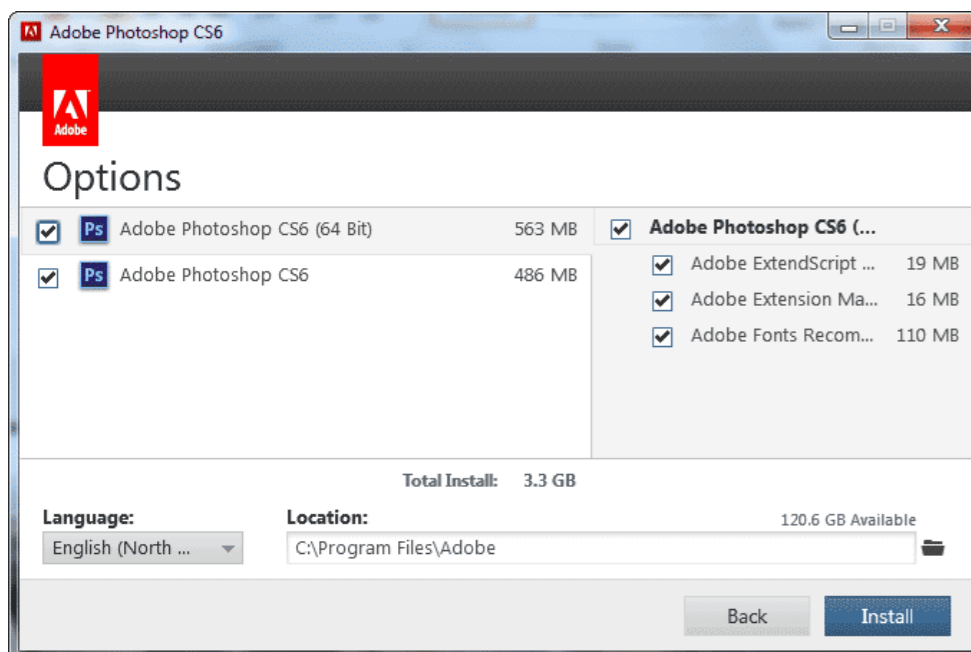 Adobe Photoshop CS6
Adobe
Options
Ps Adobe Photoshop CS6 (64 Bit) 563 MB
Ps Adobe Photoshop CS6 486 MB
Adobe Photoshop CS6 (...
Adobe ExtendScript ... 19 MB
Adobe Extension Ma... 16 MB
Adobe Fonts Recom... 110 MB
Total Install: 3.3 GB
Language:
English (North ...
Location:
120.6 GB Available
C:\Program Files\Adobe
Back
Install